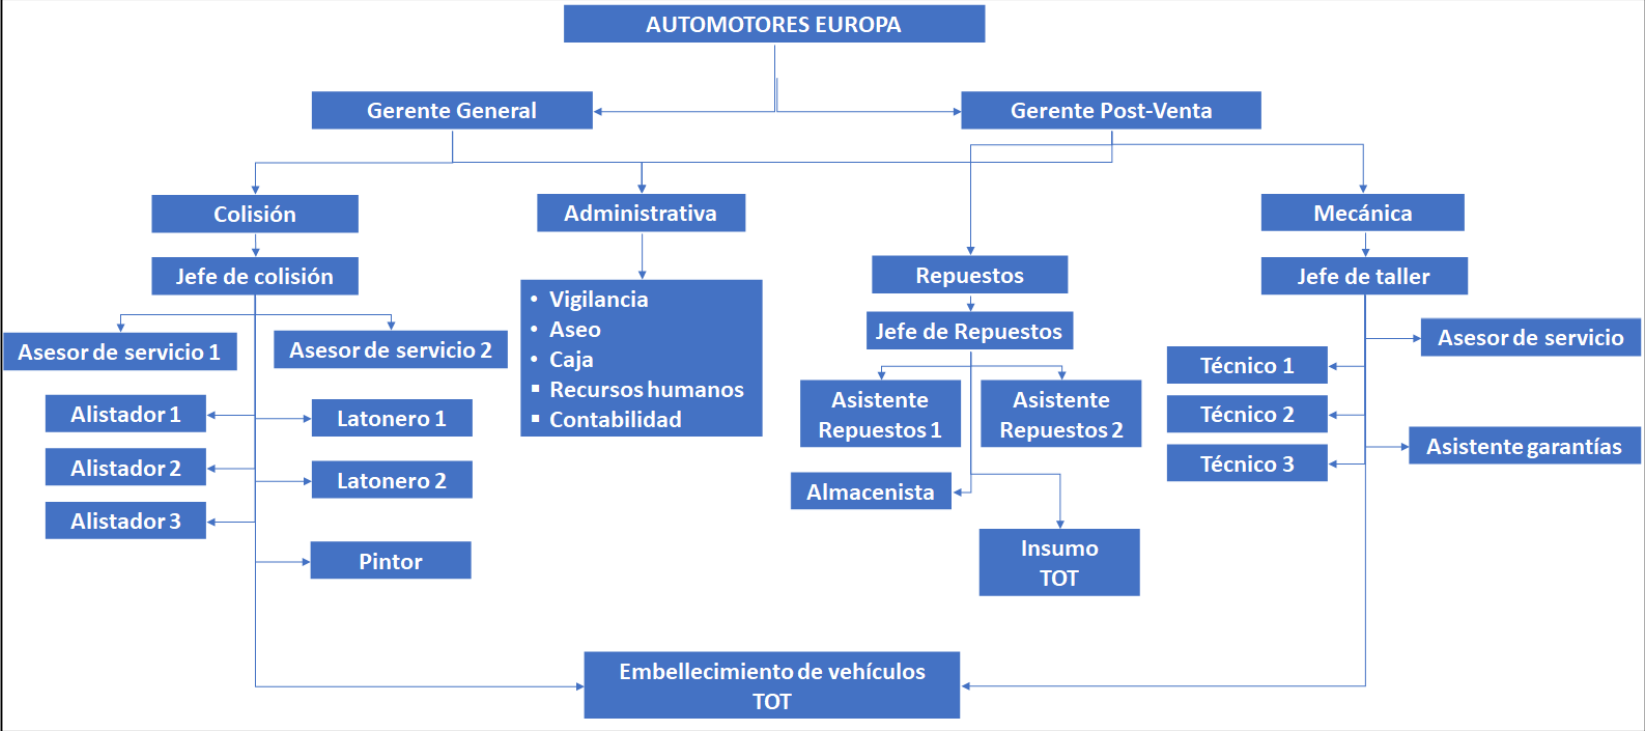 AUTOMOTORES EUROPA
Gerente General
Gerente Post-Venta
Colisión
Administrativa
Mecánica
Jefe de colisión
Repuestos
Jefe de taller
• Vigilancia
• Aseo
• Caja
▪ Recursos humanos
▪ Contabilidad
Jefe de Repuestos
Asesor de servicio 1
Asesor de servicio 2
Asesor de servicio
Técnico 1
Alistador 1
Latonero 1
Asistente
Repuestos 1
Asistente
Repuestos 2
Técnico 2
Asistente garantías
Alistador 2
Latonero 2
Técnico 3
Almacenista
Alistador 3
Pintor
Insumo
TOT
Embellecimiento de vehículos
TOT